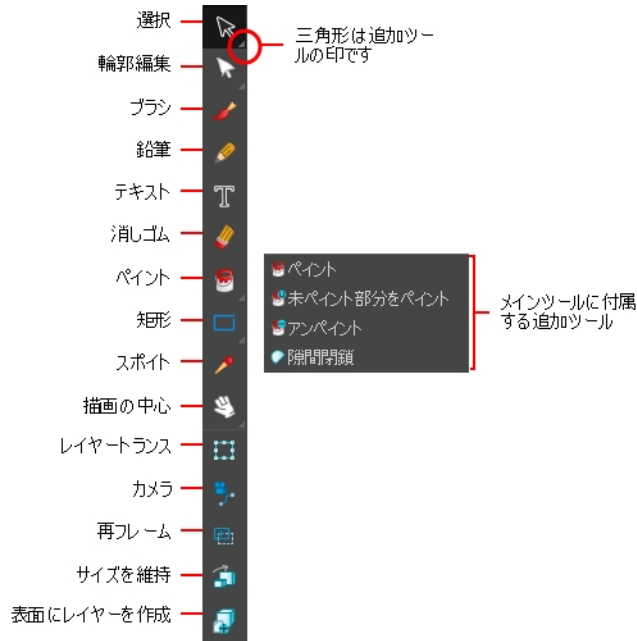 選択
三角形は追加ツー
ルの印です
輪郭編集
ブラシ
鉛筆
テキスト
消しゴム
ペイント
矩形
スポイト
描画の中心
レイヤートランス
カメラ
再フレーム
サイズを維持
表面にレイヤーを作成
ペイント
未ペイント部分をペイント
アンペイント
隙間閉鎖
メインツールに付属
する追加ツール